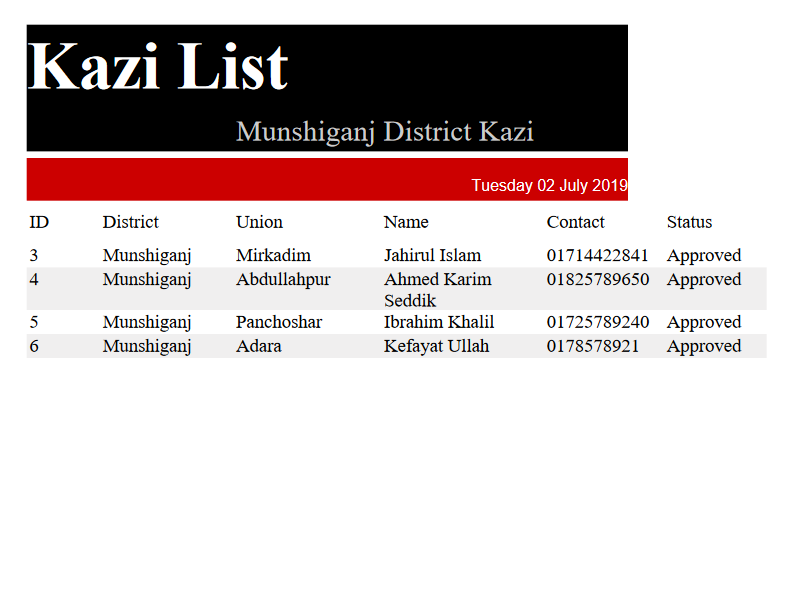 Kazi List
Munshiganj District Kazi
Tuesday 02 July 2019
ID District Union Name Contact Status
3 Munshiganj Mirkadim Jahirul Islam 01714422841 Approved
4 Munshiganj Abdullahpur Ahmed Karim 01825789650 Approved
Seddik
5 Munshiganj Panchoshar Ibrahim Khalil 01725789240 Approved
6 Munshiganj Adara Kefayat Ullah 0178578921 Approved